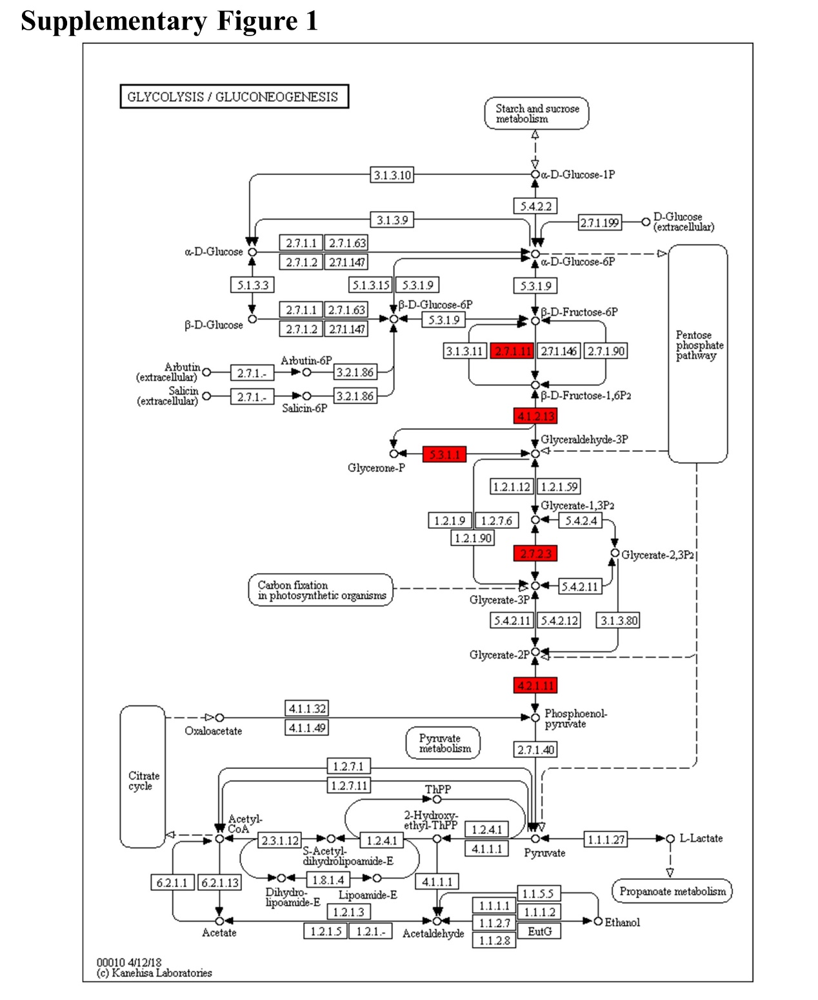 Supplementary Figure 1
GLYCOLYSIS / GLUCONEOGENESIS
Starch and sucrose
metabolism
3.1.3.10
α-D-Glucose-1P
5.4.2.2
3.1.3.9
2.7.1.199
D-Glucose
(extracellular)
α-D-Glucose
2.7.1.1
2.7.1.63
2.7.1.2
2.7.1.147
α-D-Glucose-6P
5.1.3.3
5.1.3.15
5.3.1.9
5.3.1.9
β-D-Glucose
2.7.1.1
2.7.1.63
2.7.1.2
2.7.1.147
β-D-Glucose-6P
5.3.1.9
β-D-Fructose-6P
Pentose
phosphate
pathway
3.1.3.11
2.7.1.11
2.7.1.146
2.7.1.90
Arbutin
(extracellular)
2.7.1.-
Arbutin-6P
3.2.1.86
Salicin
(extracellular)
2.7.1.-
Salicin-6P
3.2.1.86
β-D-Fructose-1,6P2
4.1.2.13
Glyceraldehyde-3P
5.3.1.1
Glycerone-P
1.2.1.12
1.2.1.59
Glycerate-1,3P2
1.2.1.9
1.2.7.6
5.4.2.4
1.2.1.90
2.7.2.3
Glycerate-2,3P2
Carbon fixation
in photosynthetic organisms
5.4.2.11
Glycerate-3P
5.4.2.11
5.4.2.12
3.1.3.80
Glycerate-2P
4.2.1.11
4.1.1.32
Oxaloacetate
4.1.1.49
Phosphoenol-
pyruvate
Pyruvate
metabolism
2.7.1.40
Citrate
cycle
1.2.7.1
1.2.7.11
ThPP
Acetyl-
CoA
2-Hydroxy-
ethyl-ThPP
1.2.4.1
2.3.1.12
S-Acetyl-
dihydrolipoamide-E
1.2.4.1
4.1.1.1
Pyruvate
1.1.1.27
L-Lactate
6.2.1.1
6.2.1.13
1.8.1.4
Dihydro-
lipoamide-E
Lipoamide-E
4.1.1.1
Propanoate metabolism
1.1.5.5
1.2.1.3
1.1.1.1
1.1.1.2
Acetate
1.2.1.5
1.2.1.-
Acetaldehyde
1.1.2.7
EutG
1.1.2.8
Ethanol
00010 4/12/18
(c) Kanehisa Laboratories